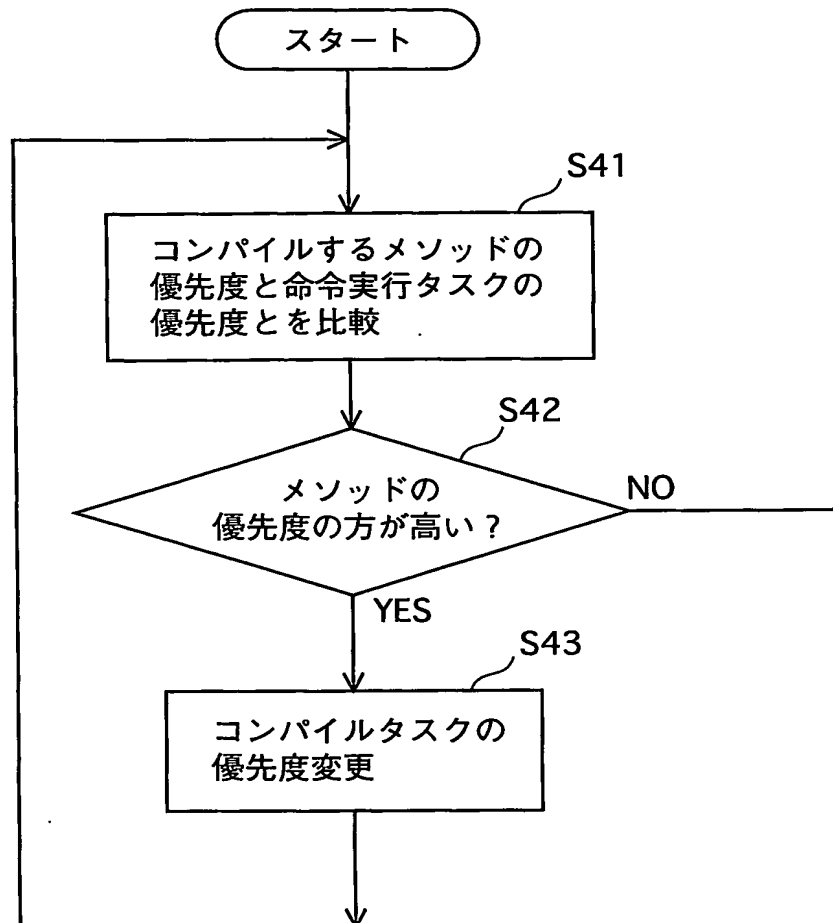 スタート
S41
コンパイルするメソッドの
優先度と命令実行タスクの
優先度とを比較
S42
メソッドの
優先度の方が高い?
NO
YES
S43
コンパイルタスクの
優先度変更